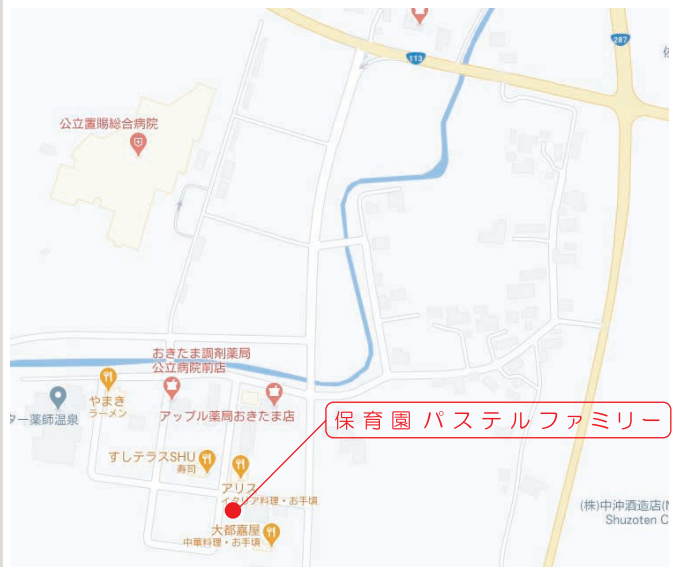 287
113
公立置賜総合病院
おきたま調剤薬局
公立病院前店
やまき
ラーメン
アップル薬局おきたま店
ター薬師温泉
保育園 パステルファミリー
すしテラスSHU
寿司
アリス
イタリア料理・お手頃
大都嘉屋
中華料理・お手頃
(株)中沖酒造店(N
Shuzoten C